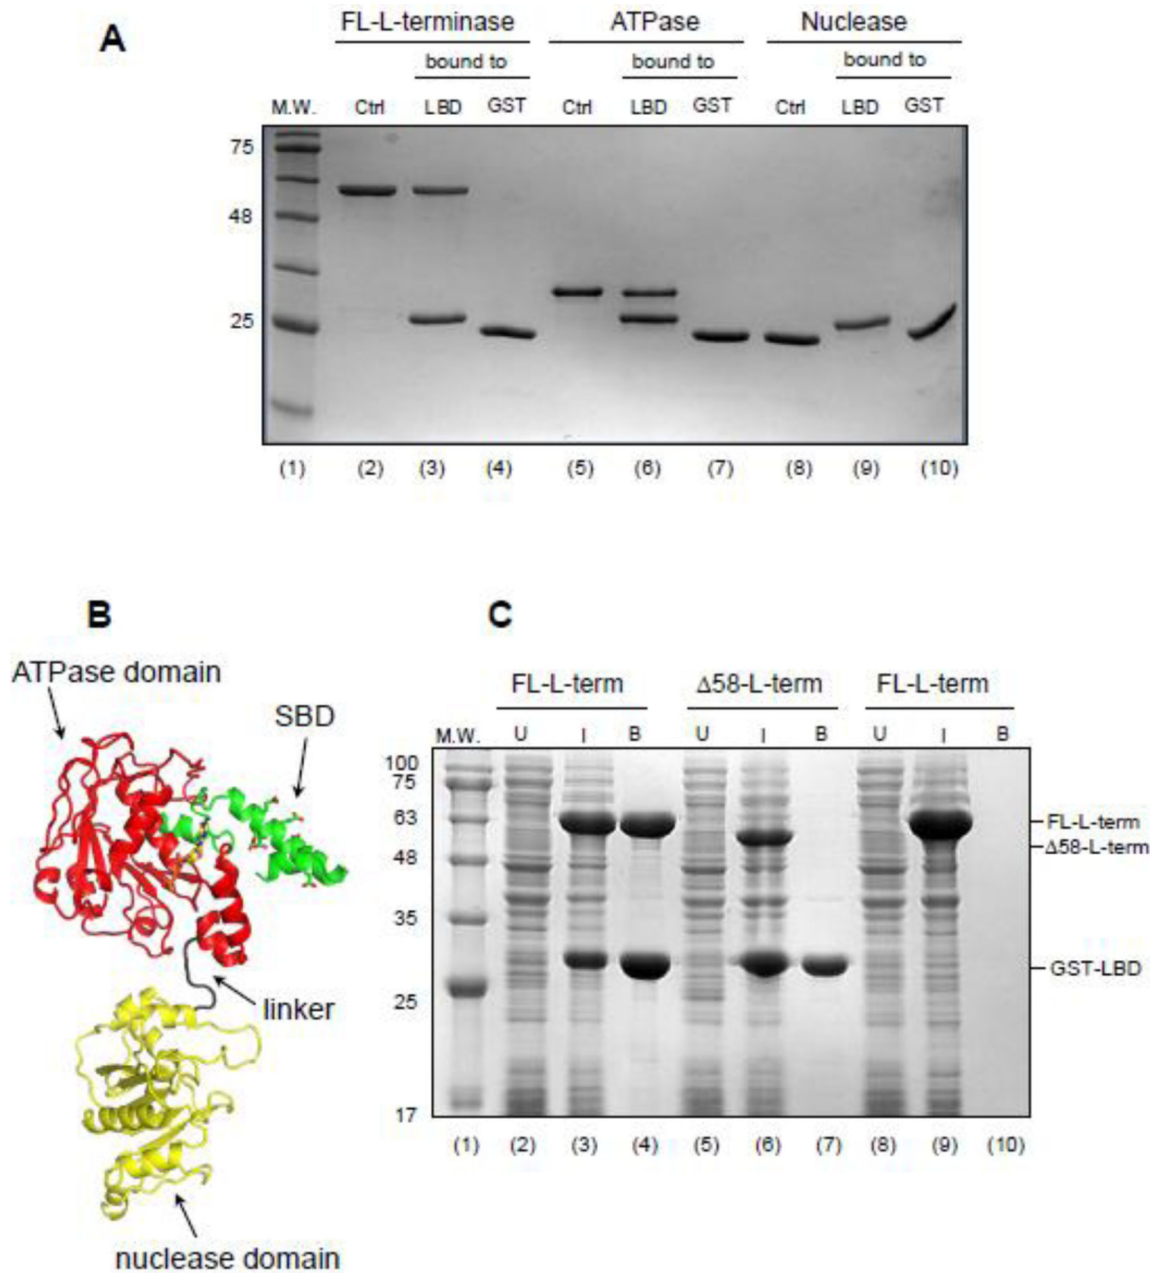 A
FL-L-terminase ATPase Nuclease
bound to bound to bound to
M.W. Ctrl LBD GST Ctrl LBD GST Ctrl LBD GST
75
48
25
(1) (2) (3) (4) (5) (6) (7) (8) (9) (10)
B
ATPase domain
SBD
linker
nuclease domain
C
FL-L-term Δ58-L-term FL-L-term
M.W. U I B U I B U I B
100
75
63
48
35
25
17
FL-L-term
Δ58-L-term
GST-LBD
(1) (2) (3) (4) (5) (6) (7) (8) (9) (10)